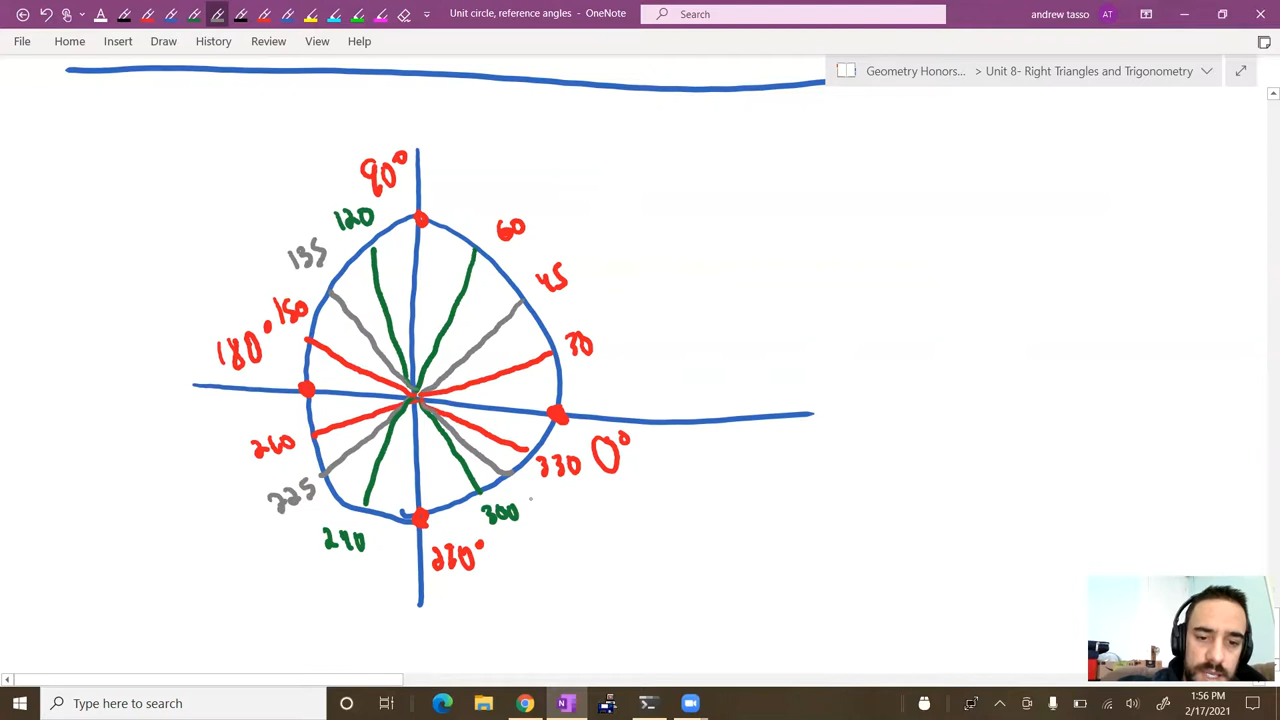 Unit circle, reference angles - OneNote
Search
andrew tasso
AT
File Home Insert Draw History Review View Help
Geometry Honors... > Unit 8- Right Triangles and Trigonometry
90°
120
60
135
45
150
30
180°
260
330
0°
225
300
240
270°
Type here to search
1:56 PM
2/17/2021